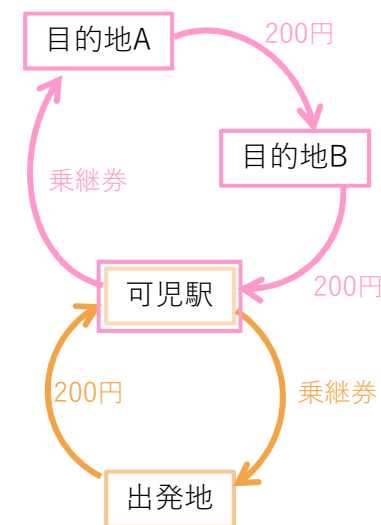 目的地A
200円
目的地B
乗継券
200円
可児駅
200円
乗継券
出発地